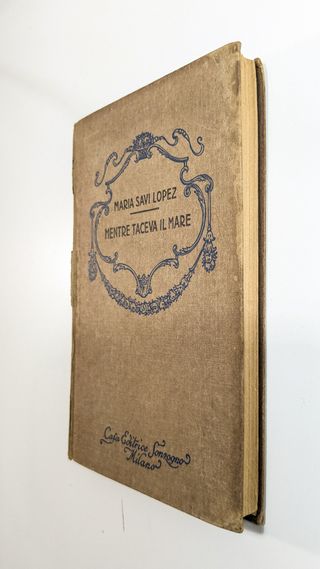 MARIA SAVI LOPEZ
MENTRE TACEVA IL MARE
Casa Editrice Sonzogno
Milano